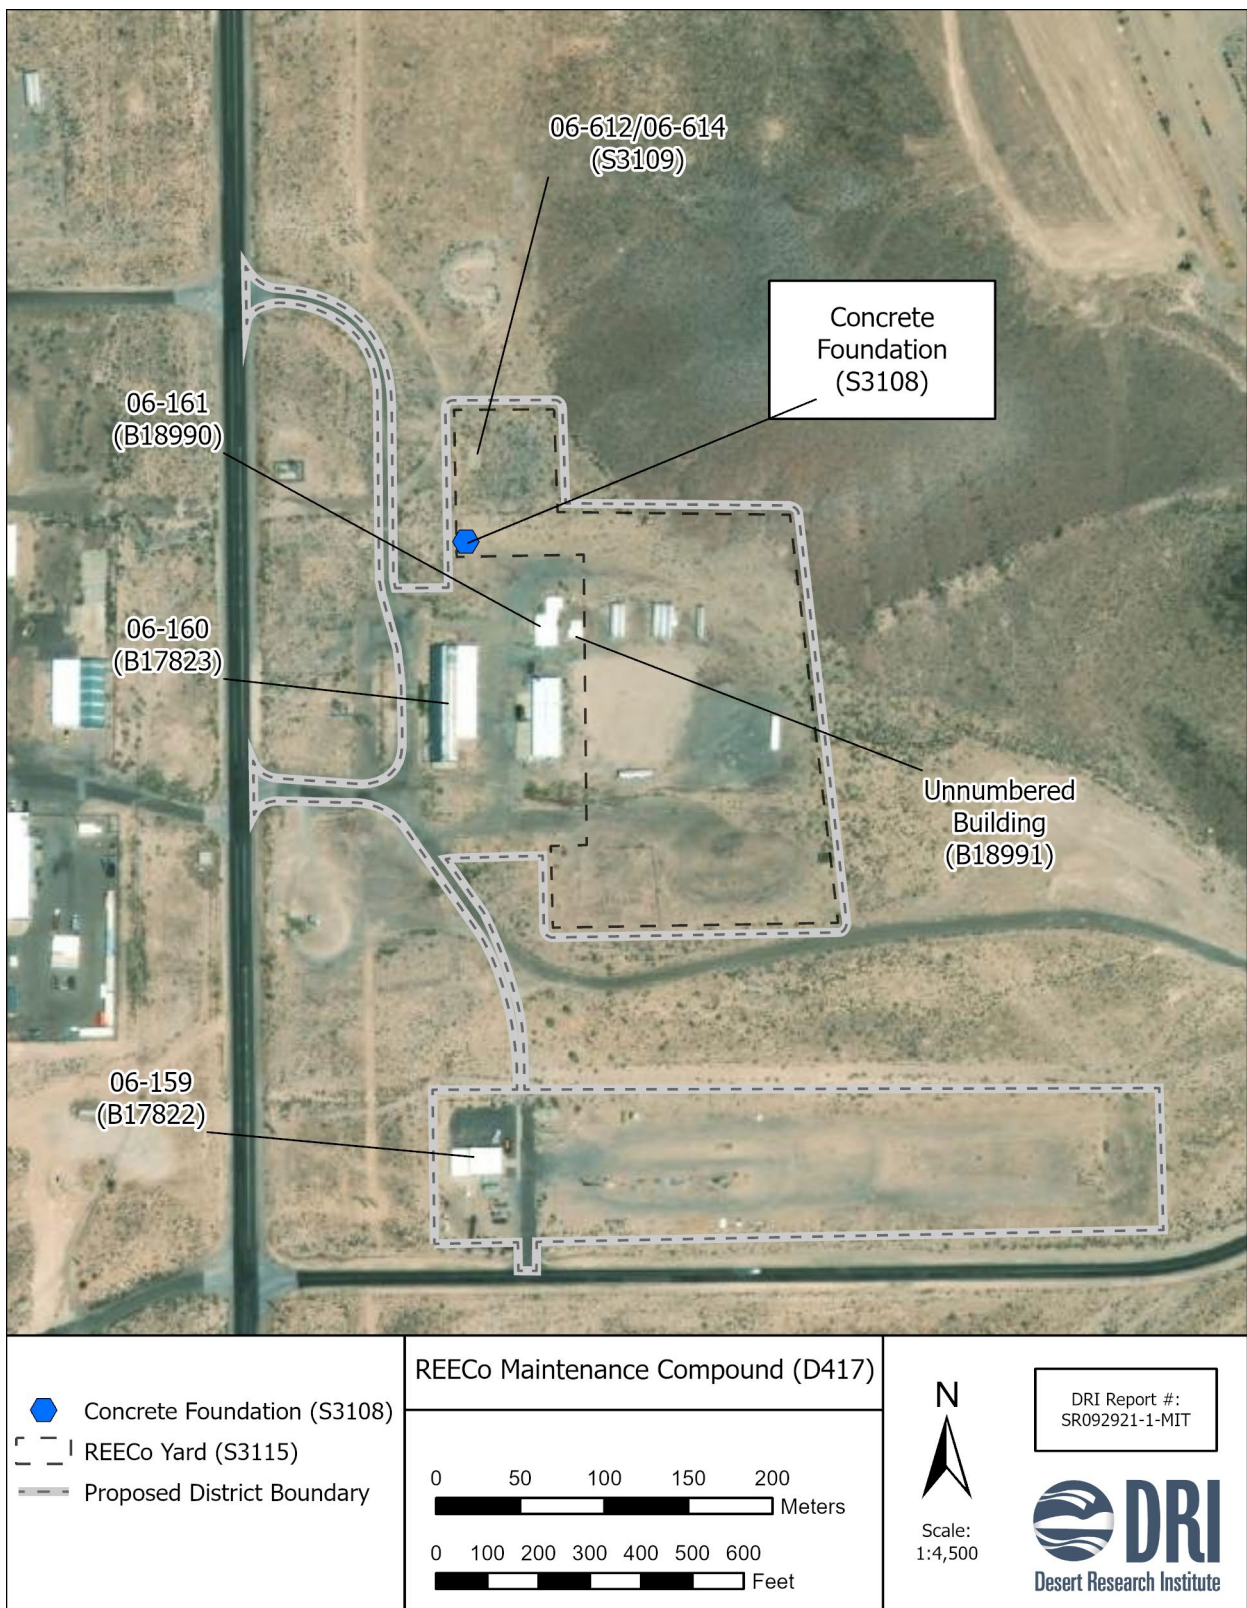 06-612/06-614
(S3109)
Concrete
Foundation
(S3108)
06-161
(B18990)
06-160
(B17823)
Unnumbered
Building
(B18991)
06-159
(B17822)
Concrete Foundation (S3108)
REECo Yard (S3115)
Proposed District Boundary
REECo Maintenance Compound (D417)
0 50 100 150 200
Meters
0 100 200 300 400 500 600
Feet
N
Scale:
1:4,500
DRI Report #:
SR092921-1-MIT
DRI
Desert Research Institute